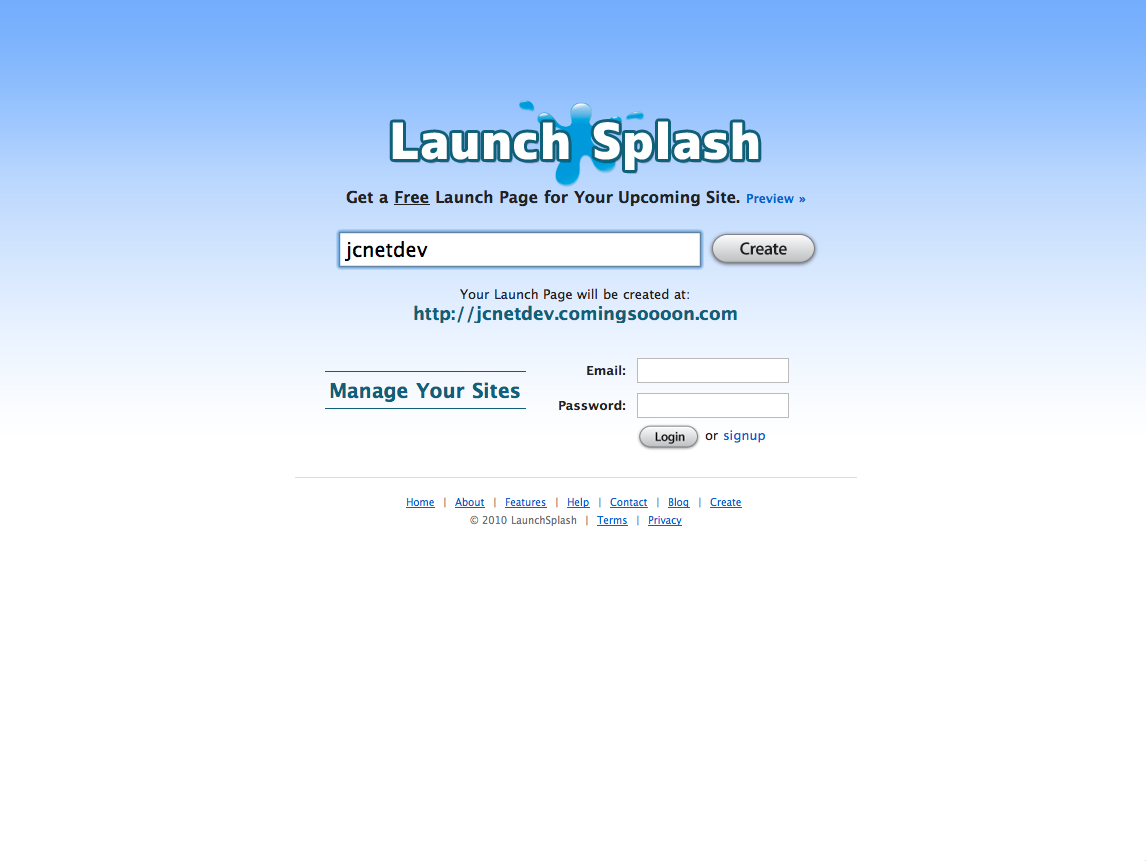 Launch Splash
Get a Free Launch Page for Your Upcoming Site. Preview »
jcnetdev Create
Your Launch Page will be created at:
http://jcnetdev.comingsoooon.com
Manage Your Sites
Email:
Password:
Login or signup
Home | About | Features | Help | Contact | Blog | Create
© 2010 LaunchSplash | Terms | Privacy